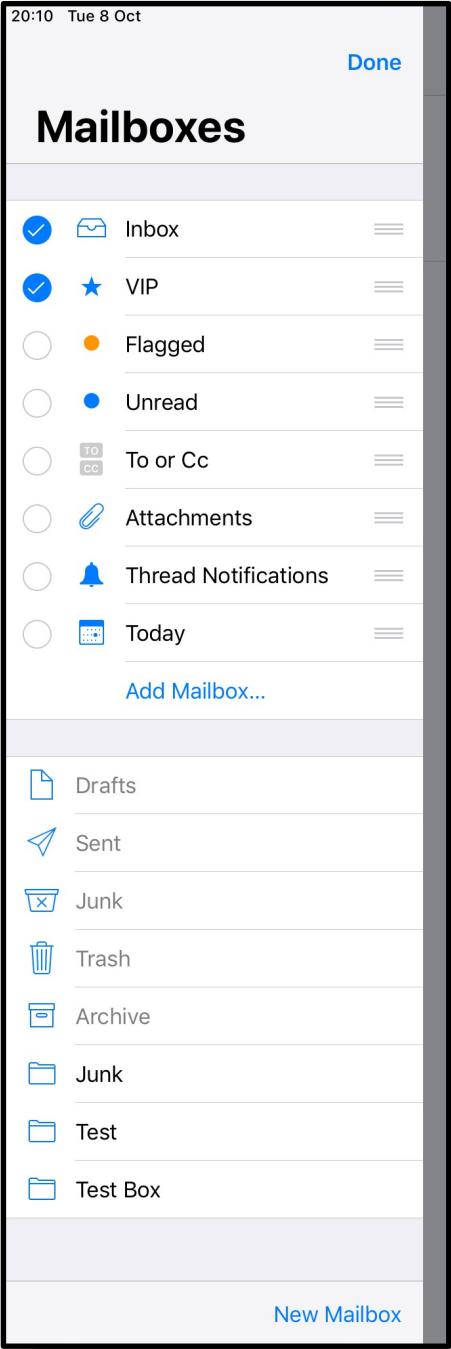 20:10 Tue 8 Oct
Done
Mailboxes
Inbox
VIP
Flagged
Unread
TO
CC
To or Cc
Attachments
Thread Notifications
Today
Add Mailbox...
Drafts
Sent
Junk
Trash
Archive
Junk
Test
Test Box
New Mailbox